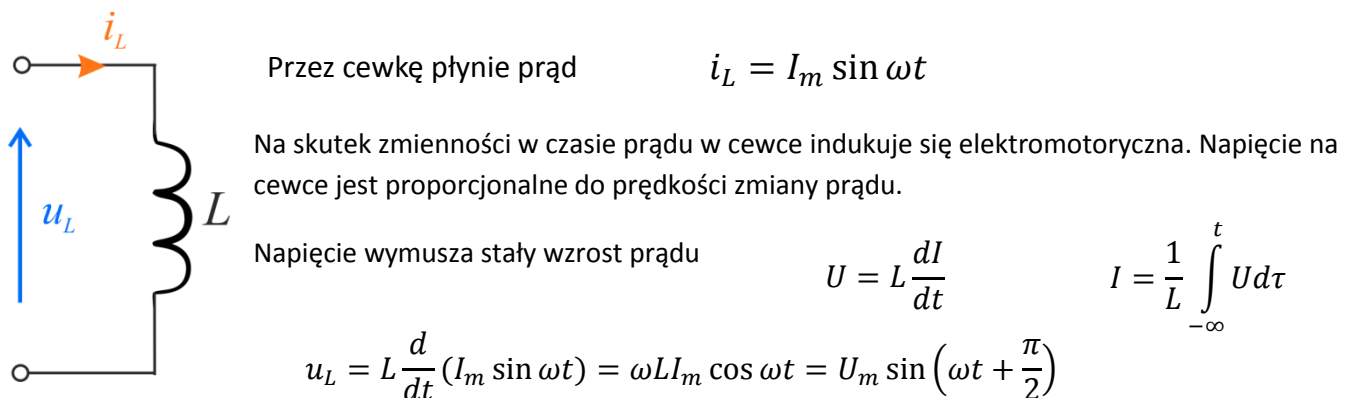 i_L
u_L
L
Przez cewkę płynie prąd i_L = I_m sin ωt
Na skutek zmienności w czasie prądu w cewce indukuje się elektromotoryczna. Napięcie na
cewce jest proporcjonalne do prędkości zmiany prądu.
Napięcie wymusza stały wzrost prądu U = L dI/dt I = 1/L ∫_{-∞}^{t} U dτ
u_L = L d/dt (I_m sin ωt) = ωLI_m cos ωt = U_m sin (ωt + π/2)